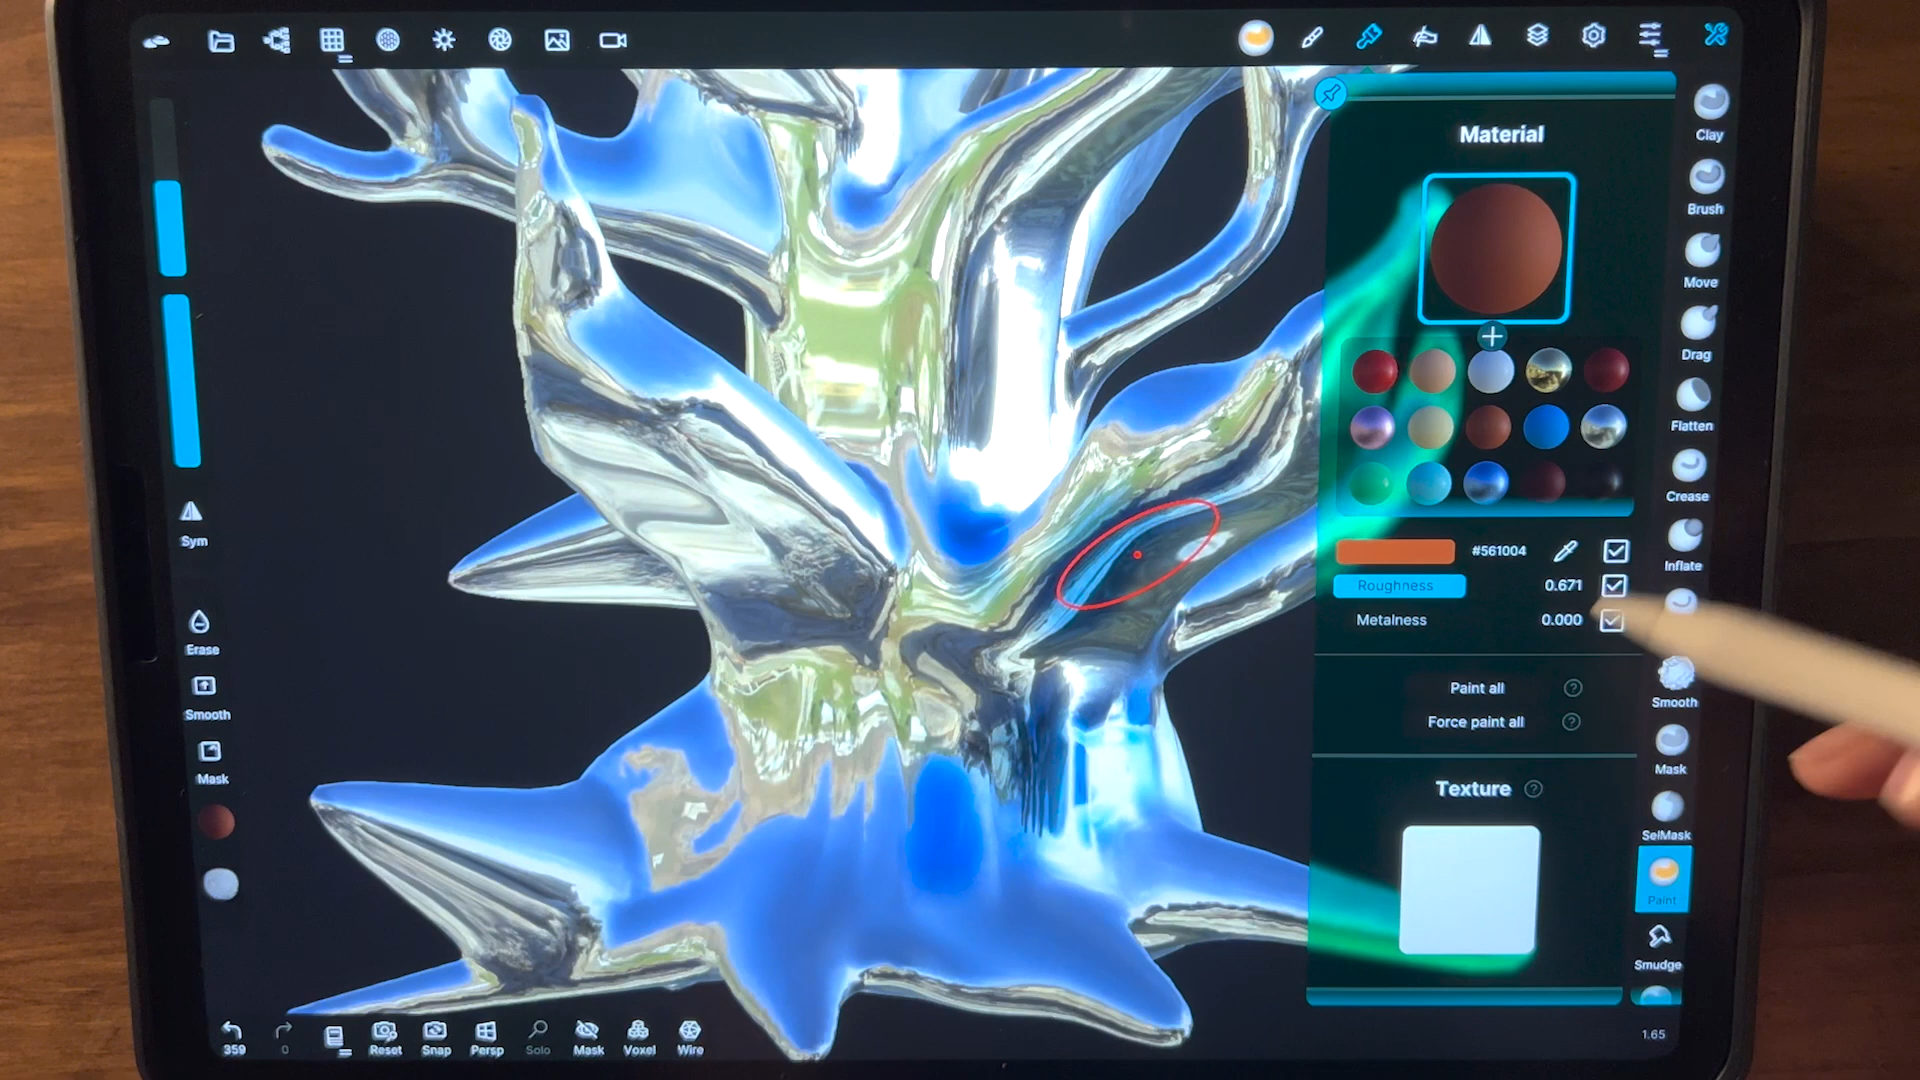 Material
Clay
Brush
Move
Drag
Flatten
Crease
#561004
Inflate
Roughness 0.671
Metalness 0.000
Sym
Erase
Paint all ?
Smooth
Smooth
Force paint all ?
Mask
Mask
Texture ?
SelMask
Paint
Smudge
359
0
Reset
Snap
Persp
Solo
Mask
Voxel
Wire
1.65